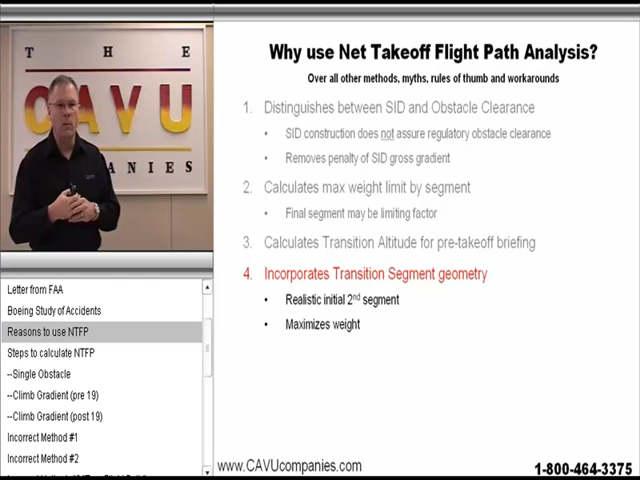 THE
CAVU
ANIES
Why use Net Takeoff Flight Path Analysis?
Over all other methods, myths, rules of thumb and workarounds
1. Distinguishes between SID and Obstacle Clearance
• SID construction does not assure regulatory obstacle clearance
• Removes penalty of SID gross gradient
2. Calculates max weight limit by segment
• Final segment may be limiting factor
3. Calculates Transition Altitude for pre-takeoff briefing
4. Incorporates Transition Segment geometry
• Realistic initial 2nd segment
• Maximizes weight
Letter from FAA
Boeing Study of Accidents
Reasons to use NTFP
Steps to calculate NTFP
--Single Obstacle
--Climb Gradient (pre 19)
--Climb Gradient (post 19)
Incorrect Method #1
Incorrect Method #2
www.CAVUcompanies.com
1-800-464-3375